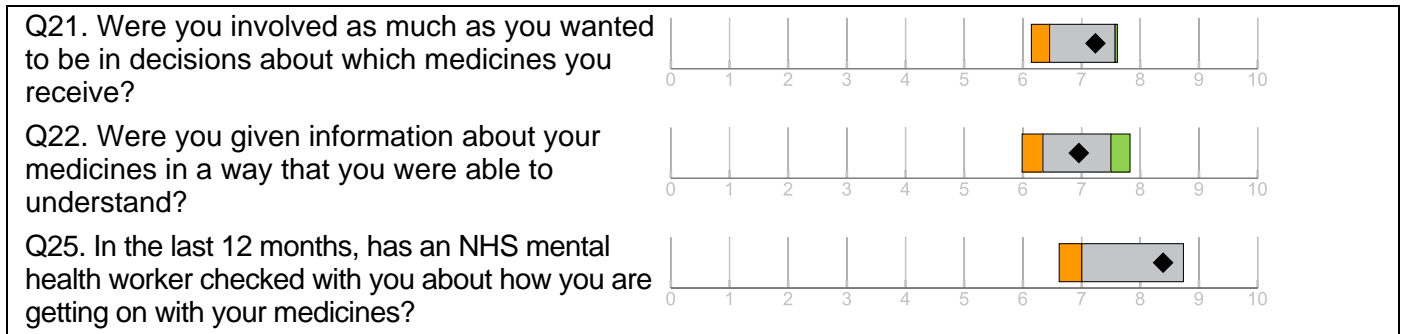 Q21. Were you involved as much as you wanted
to be in decisions about which medicines you
receive?
0 1 2 3 4 5 6 7 8 9 10
Q22. Were you given information about your
medicines in a way that you were able to
understand?
0 1 2 3 4 5 6 7 8 9 10
Q25. In the last 12 months, has an NHS mental
health worker checked with you about how you are
getting on with your medicines?
0 1 2 3 4 5 6 7 8 9 10